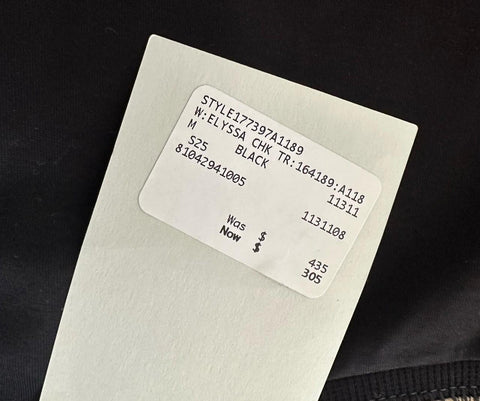 STYLE177397A1189
W:ELYSSA CHK TR:164189:A118
M BLACK 11311
S25
81042941005 1131108
Was $ 435
Now $ 305